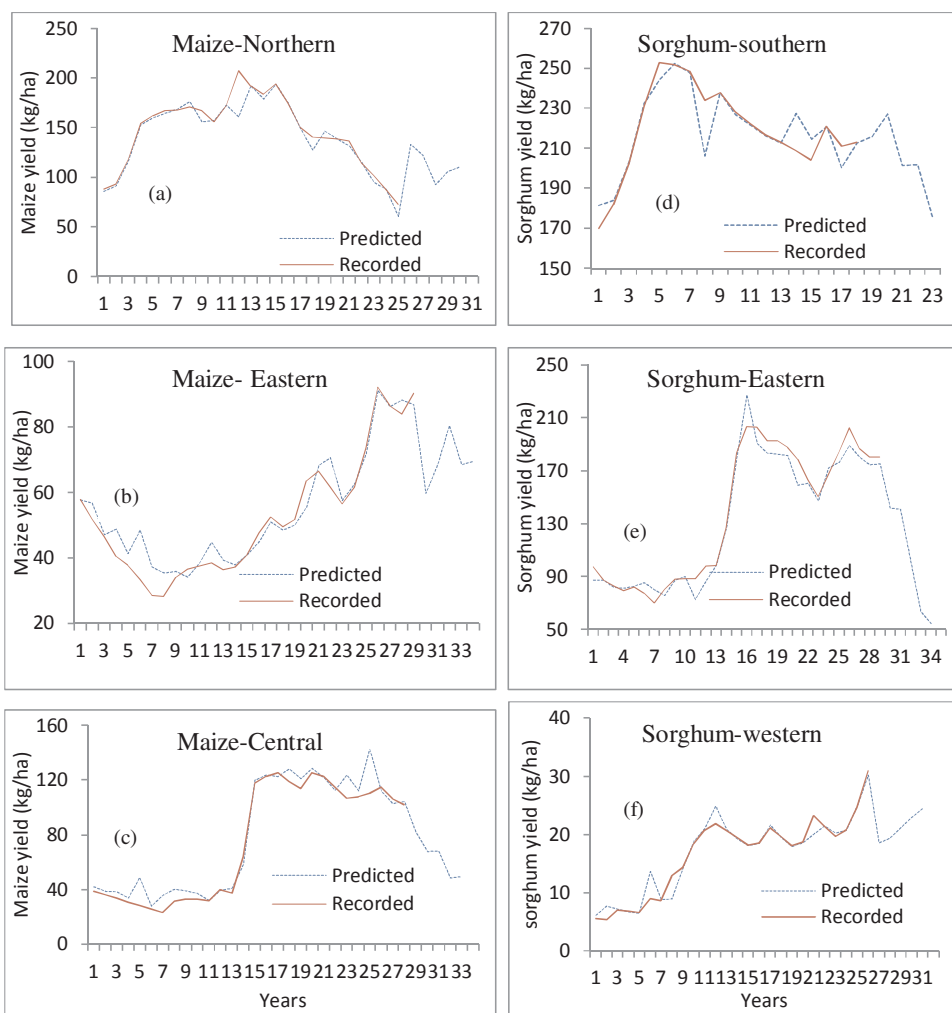 Maize-Northern
Maize yield (kg/ha)
250
200
150
100
50
0
(a)
Predicted
Recorded
1 3 5 7 9 11 13 15 17 19 21 23 25 27 29 31
Sorghum-southern
Sorghum yield (kg/ha)
270
250
230
210
190
170
150
(d)
Predicted
Recorded
1 3 5 7 9 11 13 15 17 19 21 23
Maize- Eastern
Maize yield (kg/ha)
100
80
60
40
20
(b)
Predicted
Recorded
1 3 5 7 9 11 13 15 17 19 21 23 25 27 29 31 33
Sorghum-Eastern
Sorghum yield (kg/ha)
250
210
170
130
90
50
(e)
Predicted
Recorded
1 4 7 10 13 16 19 22 25 28 31 34
Maize-Central
Maize yield (kg/ha)
160
120
80
40
0
(c)
Predicted
Recorded
1 3 5 7 9 11 13 15 17 19 21 23 25 27 29 31 33
Years
Sorghum-western
sorghum yield (kg/ha)
40
30
20
10
0
(f)
Predicted
Recorded
1 3 5 7 9 11 13 15 17 19 21 23 25 27 29 31
Years